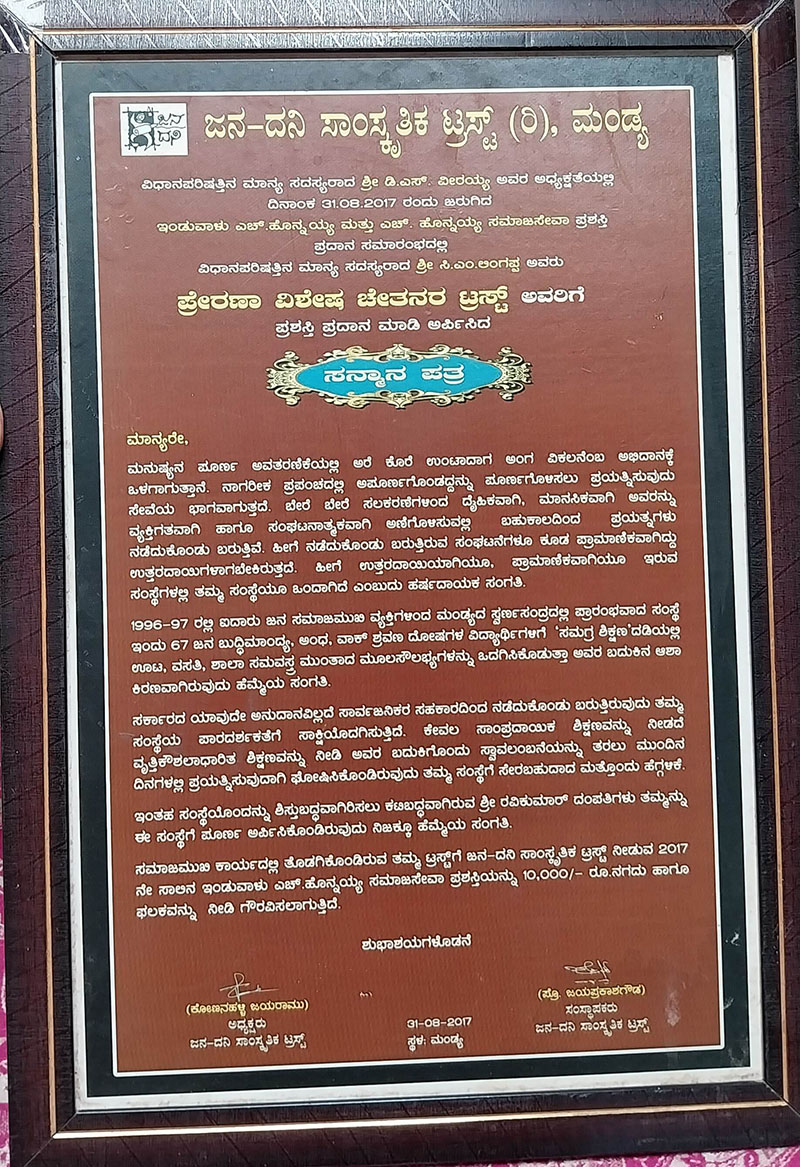 ಜನ ದನಿ
ಜನ-ದನಿ ಸಾಂಸ್ಕೃತಿಕ ಟ್ರಸ್ಟ್ (ರಿ), ಮಂಡ್ಯ
ವಿಧಾನಪರಿಷತ್ತಿನ ಮಾನ್ಯ ಸದಸ್ಯರಾದ ಶ್ರೀ ಡಿ.ಎಸ್. ವೀರಯ್ಯ ಅವರ ಅಧ್ಯಕ್ಷತೆಯಲ್ಲಿ
ದಿನಾಂಕ 31.08.2017 ರಂದು ಜರುಗಿದ
ಇಂಡುವಾಳು ಎಚ್.ಹೊನ್ನಯ್ಯ ಮತ್ತು ಎಚ್. ಹೊನ್ನಯ್ಯ ಸಮಾಜಸೇವಾ ಪ್ರಶಸ್ತಿ
ಪ್ರದಾನ ಸಮಾರಂಭದಲ್ಲಿ
ವಿಧಾನಪರಿಷತ್ತಿನ ಮಾನ್ಯ ಸದಸ್ಯರಾದ ಶ್ರೀ ಸಿ.ಎಂ.ಲಿಂಗಪ್ಪ ಅವರು
ಪ್ರೇರಣಾ ವಿಶೇಷ ಚೇತನರ ಟ್ರಸ್ಟ್ ಅವರಿಗೆ
ಪ್ರಶಸ್ತಿ ಪ್ರದಾನ ಮಾಡಿ ಅರ್ಪಿಸಿದ
ಸನ್ಮಾನ ಪತ್ರ
ಮಾನ್ಯರೇ,
ಮನುಷ್ಯನ ಪೂರ್ಣ ಅವತರಣಿಕೆಯಲ್ಲಿ ಅರೆ ಕೊರೆ ಉಂಟಾದಾಗ ಅಂಗ ವಿಕಲನೆಂಬ ಅಭಿದಾನಕ್ಕೆ
ಒಳಗಾಗುತ್ತಾನೆ. ನಾಗರೀಕ ಪ್ರಪಂಚದಲ್ಲಿ ಅಪೂರ್ಣಗೊಂಡದ್ದನ್ನು ಪೂರ್ಣಗೊಳಿಸಲು ಪ್ರಯತ್ನಿಸುವುದು
ಸೇವೆಯ ಭಾಗವಾಗುತ್ತದೆ. ಬೇರೆ ಬೇರೆ ಸಲಕರಣೆಗಳಿಂದ ದೈಹಿಕವಾಗಿ, ಮಾನಸಿಕವಾಗಿ ಅವರನ್ನು
ವ್ಯಕ್ತಿಗತವಾಗಿ ಹಾಗೂ ಸಂಘಟನಾತ್ಮಕವಾಗಿ ಅಣಿಗೊಳಿಸುವಲ್ಲಿ ಬಹುಕಾಲದಿಂದ ಪ್ರಯತ್ನಗಳು
ನಡೆದುಕೊಂಡು ಬರುತ್ತಿವೆ. ಹೀಗೆ ನಡೆದುಕೊಂಡು ಬರುತ್ತಿರುವ ಸಂಘಟನೆಗಳೂ ಕೂಡ ಪ್ರಾಮಾಣಿಕವಾಗಿದ್ದು
ಉತ್ತರದಾಯಿಗಳಾಗಬೇಕಿರುತ್ತದೆ. ಹೀಗೆ ಉತ್ತರದಾಯಿಯಾಗಿಯೂ, ಪ್ರಾಮಾಣಿಕವಾಗಿಯೂ ಇರುವ
ಸಂಸ್ಥೆಗಳಲ್ಲಿ ತಮ್ಮ ಸಂಸ್ಥೆಯೂ ಒಂದಾಗಿದೆ ಎಂಬುದು ಹರ್ಷದಾಯಕ ಸಂಗತಿ.
1996-97 ರಲ್ಲಿ ಐದಾರು ಜನ ಸಮಾಜಮುಖಿ ವ್ಯಕ್ತಿಗಳಿಂದ ಮಂಡ್ಯದ ಸ್ವರ್ಣಸಂದ್ರದಲ್ಲಿ ಪ್ರಾರಂಭವಾದ ಸಂಸ್ಥೆ
ಇಂದು 67 ಜನ ಬುದ್ಧಿಮಾಂದ್ಯ, ಅಂಧ, ವಾಕ್ ಶ್ರವಣ ದೋಷಗಳ ವಿದ್ಯಾರ್ಥಿಗಳಿಗೆ 'ಸಮಗ್ರ ಶಿಕ್ಷಣ'ದಡಿಯಲ್ಲಿ
ಊಟ, ವಸತಿ, ಶಾಲಾ ಸಮವಸ್ತ್ರ ಮುಂತಾದ ಮೂಲಸೌಲಭ್ಯಗಳನ್ನು ಒದಗಿಸಿಕೊಡುತ್ತಾ ಅವರ ಬದುಕಿನ ಆಶಾ
ಕಿರಣವಾಗಿರುವುದು ಹೆಮ್ಮೆಯ ಸಂಗತಿ.
ಸರ್ಕಾರದ ಯಾವುದೇ ಅನುದಾನವಿಲ್ಲದೆ ಸಾರ್ವಜನಿಕರ ಸಹಕಾರದಿಂದ ನಡೆದುಕೊಂಡು ಬರುತ್ತಿರುವುದು ತಮ್ಮ
ಸಂಸ್ಥೆಯ ಪಾರದರ್ಶಕತೆಗೆ ಸಾಕ್ಷಿಯೊದಗಿಸುತ್ತಿದೆ. ಕೇವಲ ಸಾಂಪ್ರದಾಯಿಕ ಶಿಕ್ಷಣವನ್ನು ನೀಡದೆ
ವೃತ್ತಿಕೌಶಲಾಧಾರಿತ ಶಿಕ್ಷಣವನ್ನು ನೀಡಿ ಅವರ ಬದುಕಿಗೊಂದು ಸ್ವಾವಲಂಬನೆಯನ್ನು ತರಲು ಮುಂದಿನ
ದಿನಗಳಲ್ಲಿ ಪ್ರಯತ್ನಿಸುವುದಾಗಿ ಘೋಷಿಸಿಕೊಂಡಿರುವುದು ತಮ್ಮ ಸಂಸ್ಥೆಗೆ ಸೇರಬಹುದಾದ ಮತ್ತೊಂದು ಹೆಗ್ಗಳಿಕೆ.
ಇಂತಹ ಸಂಸ್ಥೆಯೊಂದನ್ನು ಶಿಸ್ತುಬದ್ಧವಾಗಿರಿಸಲು ಕಟಿಬದ್ಧವಾಗಿರುವ ಶ್ರೀ ರವಿಕುಮಾರ್ ದಂಪತಿಗಳು ತಮ್ಮನ್ನು
ಈ ಸಂಸ್ಥೆಗೆ ಪೂರ್ಣ ಅರ್ಪಿಸಿಕೊಂಡಿರುವುದು ನಿಜಕ್ಕೂ ಹೆಮ್ಮೆಯ ಸಂಗತಿ.
ಸಮಾಜಮುಖಿ ಕಾರ್ಯದಲ್ಲಿ ತೊಡಗಿಕೊಂಡಿರುವ ತಮ್ಮ ಟ್ರಸ್ಟ್‌ಗೆ ಜನ-ದನಿ ಸಾಂಸ್ಕೃತಿಕ ಟ್ರಸ್ಟ್ ನೀಡುವ 2017
ನೇ ಸಾಲಿನ ಇಂಡುವಾಳು ಎಚ್.ಹೊನ್ನಯ್ಯ ಸಮಾಜಸೇವಾ ಪ್ರಶಸ್ತಿಯನ್ನು 10,000/- ರೂ.ನಗದು ಹಾಗೂ
ಫಲಕವನ್ನು ನೀಡಿ ಗೌರವಿಸಲಾಗುತ್ತಿದೆ.
ಶುಭಾಶಯಗಳೊಡನೆ
(ಕೋಣನಹಳ್ಳಿ ಜಯರಾಮು)
ಅಧ್ಯಕ್ಷರು
ಜನ-ದನಿ ಸಾಂಸ್ಕೃತಿಕ ಟ್ರಸ್ಟ್
31-08-2017
ಸ್ಥಳ: ಮಂಡ್ಯ
(ಪ್ರೊ. ಜಯಪ್ರಕಾಶಗೌಡ)
ಸಂಸ್ಥಾಪಕರು
ಜನ-ದನಿ ಸಾಂಸ್ಕೃತಿಕ ಟ್ರಸ್ಟ್